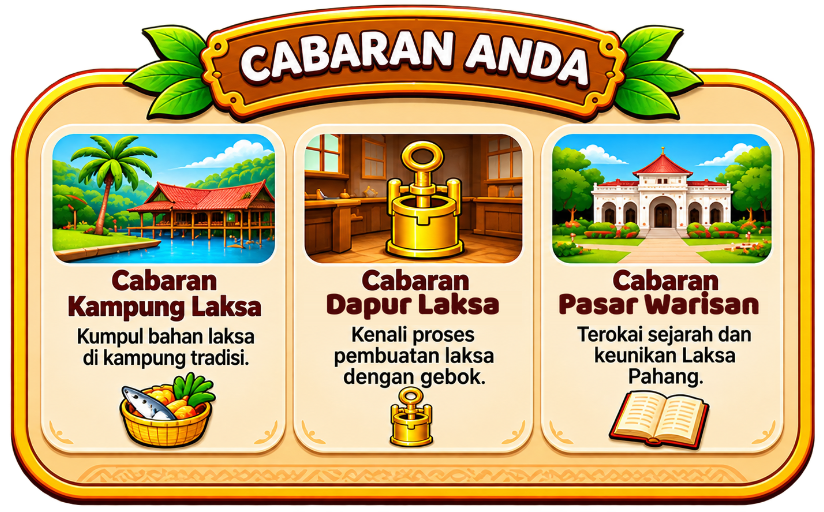 CABARAN ANDA
Cabaran
Kampung Laksa
Kumpul bahan laksa
di kampung tradisi.
Cabaran
Dapur Laksa
Kenali proses
pembuatan laksa
dengan gebok.
Cabaran
Pasar Warisan
Terokai sejarah dan
keunikan Laksa
Pahang.